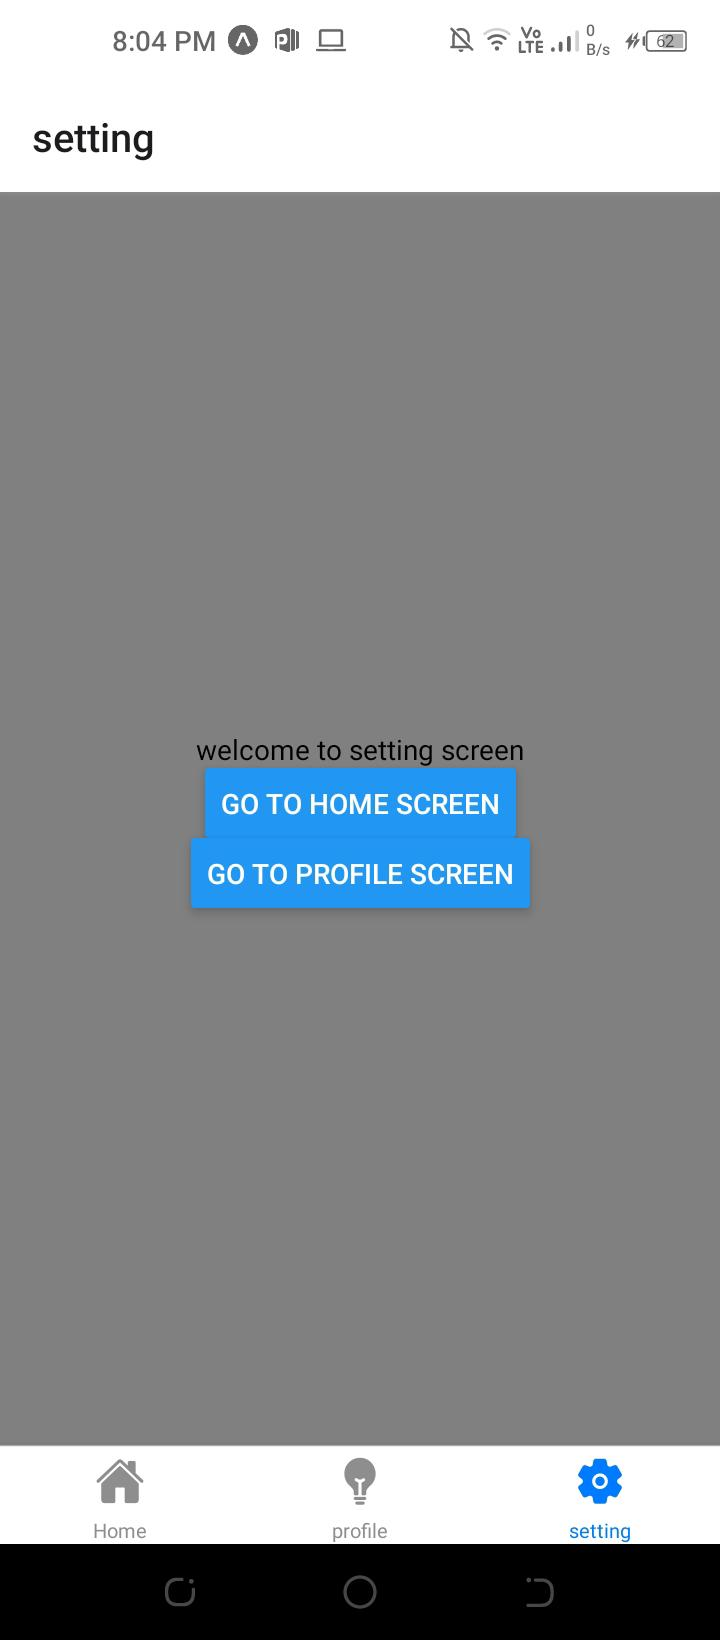 8:04 PM
Vo
LTE
0
B/s
62
setting
welcome to setting screen
GO TO HOME SCREEN
GO TO PROFILE SCREEN
Home
profile
setting